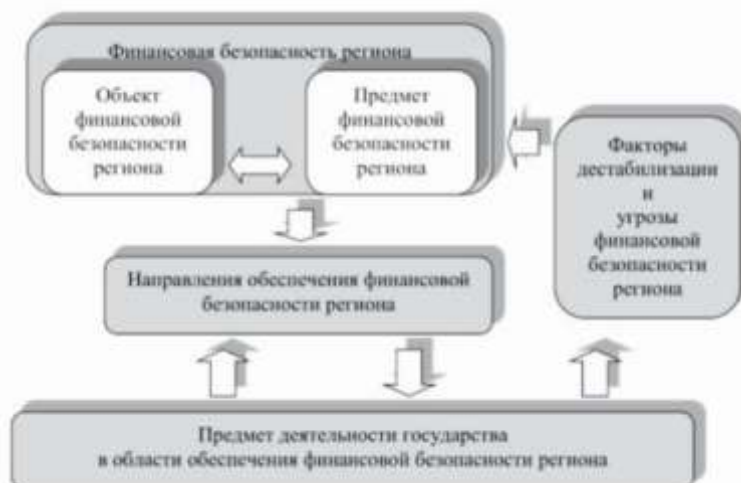 Финансовая безопасность региона
Объект
финансовой
безопасности
региона
Предмет
финансовой
безопасности
региона
Факторы
дестабилизации
и
угрозы
финансовой
безопасности
региона
Направления обеспечения финансовой
безопасности региона
Предмет деятельности государства
в области обеспечения финансовой безопасности региона